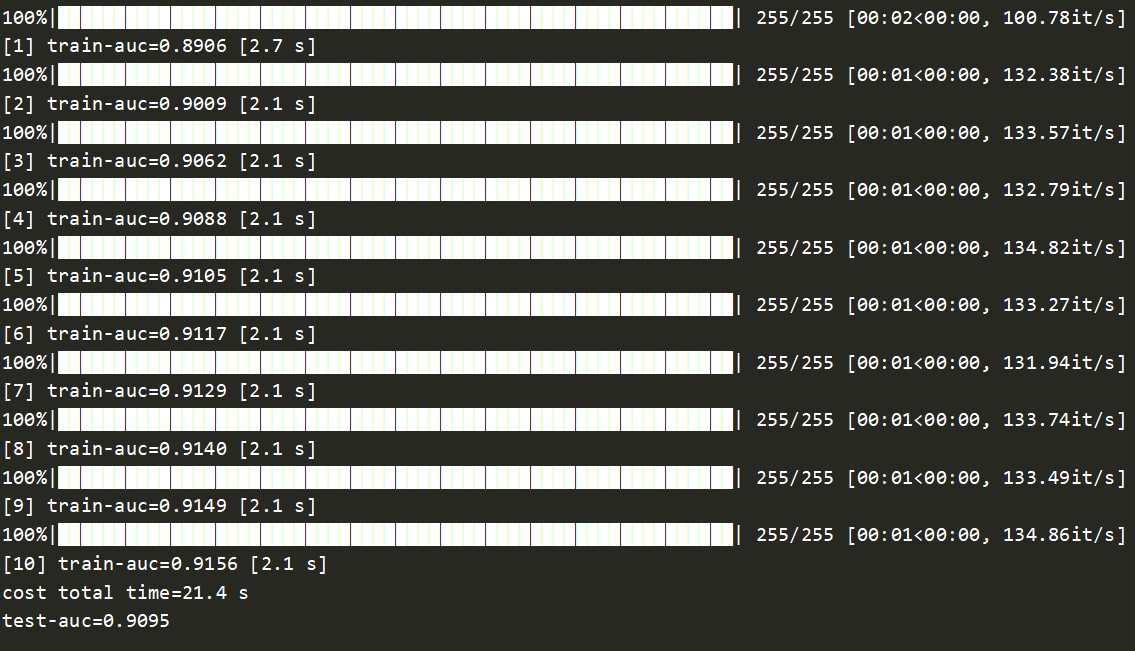 100%| | 255/255 [00:02<00:00, 100.78it/s]
[1] train-auc=0.8906 [2.7 s]
100%| | 255/255 [00:01<00:00, 132.38it/s]
[2] train-auc=0.9009 [2.1 s]
100%| | 255/255 [00:01<00:00, 133.57it/s]
[3] train-auc=0.9062 [2.1 s]
100%| | 255/255 [00:01<00:00, 132.79it/s]
[4] train-auc=0.9088 [2.1 s]
100%| | 255/255 [00:01<00:00, 134.82it/s]
[5] train-auc=0.9105 [2.1 s]
100%| | 255/255 [00:01<00:00, 133.27it/s]
[6] train-auc=0.9117 [2.1 s]
100%| | 255/255 [00:01<00:00, 131.94it/s]
[7] train-auc=0.9129 [2.1 s]
100%| | 255/255 [00:01<00:00, 133.74it/s]
[8] train-auc=0.9140 [2.1 s]
100%| | 255/255 [00:01<00:00, 133.49it/s]
[9] train-auc=0.9149 [2.1 s]
100%| | 255/255 [00:01<00:00, 134.86it/s]
[10] train-auc=0.9156 [2.1 s]
cost total time=21.4 s
test-auc=0.9095